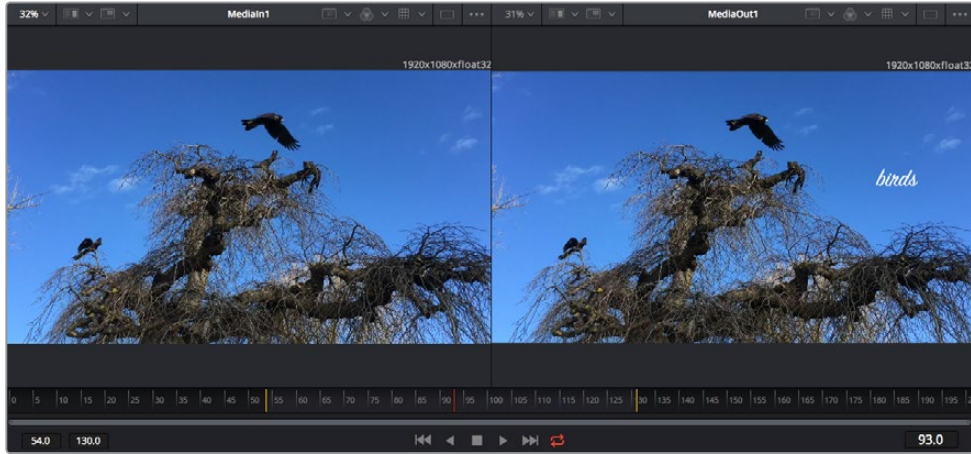 32% MediaIn1 31% MediaOut1
1920x1080xfloat32 1920x1080xfloat32
birds
0 5 10 15 20 25 30 35 40 45 50 55 60 65 70 75 80 85 90 95 100 105 110 115 120 125 130 135 140 145 150 155 160 165 170 175 180 185 190 195
54.0 130.0 93.0